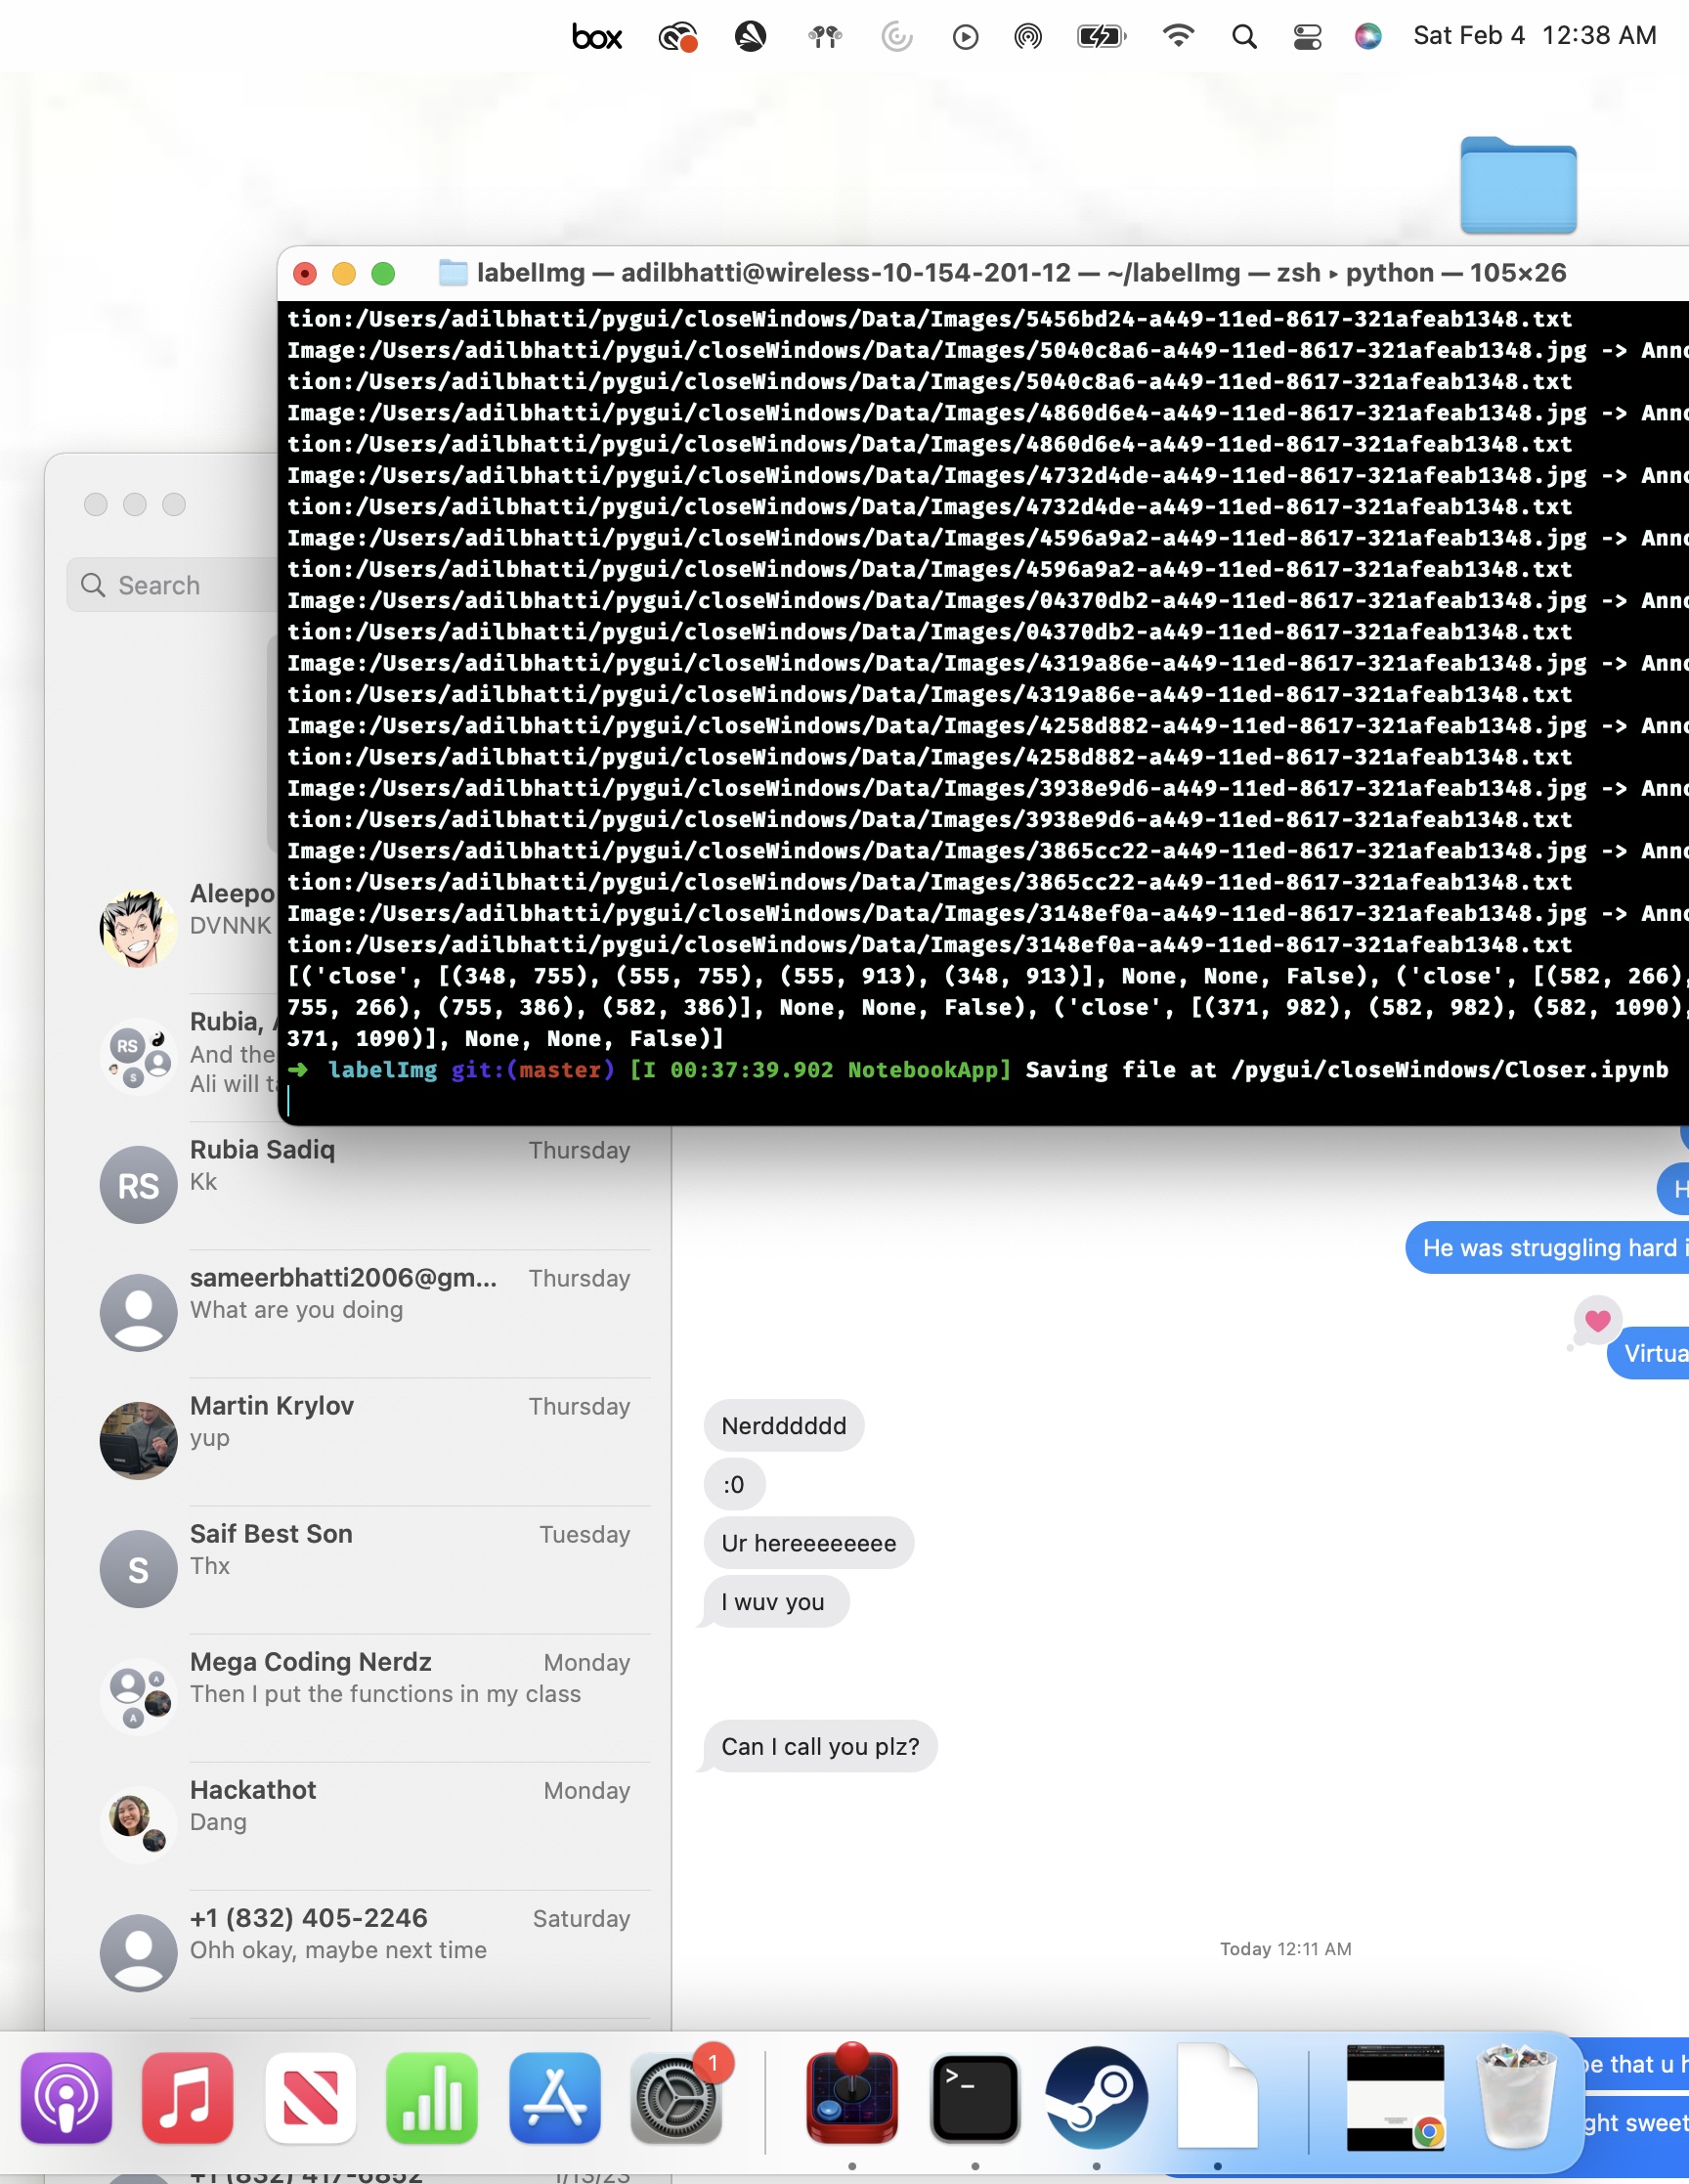 box
Sat Feb 4 12:38 AM
labelImg — adilbhatti@wireless-10-154-201-12 — ~/labelImg — zsh ▸ python — 105×26
tion:/Users/adilbhatti/pygui/closeWindows/Data/Images/5456bd24-a449-11ed-8617-321afeab1348.txt
Image:/Users/adilbhatti/pygui/closeWindows/Data/Images/5040c8a6-a449-11ed-8617-321afeab1348.jpg -> Anno
tion:/Users/adilbhatti/pygui/closeWindows/Data/Images/5040c8a6-a449-11ed-8617-321afeab1348.txt
Image:/Users/adilbhatti/pygui/closeWindows/Data/Images/4860d6e4-a449-11ed-8617-321afeab1348.jpg -> Anno
tion:/Users/adilbhatti/pygui/closeWindows/Data/Images/4860d6e4-a449-11ed-8617-321afeab1348.txt
Image:/Users/adilbhatti/pygui/closeWindows/Data/Images/4732d4de-a449-11ed-8617-321afeab1348.jpg -> Anno
tion:/Users/adilbhatti/pygui/closeWindows/Data/Images/4732d4de-a449-11ed-8617-321afeab1348.txt
Image:/Users/adilbhatti/pygui/closeWindows/Data/Images/4596a9a2-a449-11ed-8617-321afeab1348.jpg -> Anno
tion:/Users/adilbhatti/pygui/closeWindows/Data/Images/4596a9a2-a449-11ed-8617-321afeab1348.txt
Image:/Users/adilbhatti/pygui/closeWindows/Data/Images/04370db2-a449-11ed-8617-321afeab1348.jpg -> Anno
tion:/Users/adilbhatti/pygui/closeWindows/Data/Images/04370db2-a449-11ed-8617-321afeab1348.txt
Image:/Users/adilbhatti/pygui/closeWindows/Data/Images/4319a86e-a449-11ed-8617-321afeab1348.jpg -> Anno
tion:/Users/adilbhatti/pygui/closeWindows/Data/Images/4319a86e-a449-11ed-8617-321afeab1348.txt
Image:/Users/adilbhatti/pygui/closeWindows/Data/Images/4258d882-a449-11ed-8617-321afeab1348.jpg -> Anno
tion:/Users/adilbhatti/pygui/closeWindows/Data/Images/4258d882-a449-11ed-8617-321afeab1348.txt
Image:/Users/adilbhatti/pygui/closeWindows/Data/Images/3938e9d6-a449-11ed-8617-321afeab1348.jpg -> Anno
tion:/Users/adilbhatti/pygui/closeWindows/Data/Images/3938e9d6-a449-11ed-8617-321afeab1348.txt
Image:/Users/adilbhatti/pygui/closeWindows/Data/Images/3865cc22-a449-11ed-8617-321afeab1348.jpg -> Anno
tion:/Users/adilbhatti/pygui/closeWindows/Data/Images/3865cc22-a449-11ed-8617-321afeab1348.txt
Image:/Users/adilbhatti/pygui/closeWindows/Data/Images/3148ef0a-a449-11ed-8617-321afeab1348.jpg -> Anno
tion:/Users/adilbhatti/pygui/closeWindows/Data/Images/3148ef0a-a449-11ed-8617-321afeab1348.txt
[('close', [(348, 755), (555, 755), (555, 913), (348, 913)], None, None, False), ('close', [(582, 266),
755, 266), (755, 386), (582, 386)], None, None, False), ('close', [(371, 982), (582, 982), (582, 1090),
371, 1090)], None, None, False)]
➜ labelImg git:(master) [I 00:37:39.902 NotebookApp] Saving file at /pygui/closeWindows/Closer.ipynb
Search
Aleepo
DVNNK
Rubia,
And the
Ali will
RS
S
Rubia Sadiq Thursday
Kk
RS
sameerbhatti2006@gm... Thursday
What are you doing
Martin Krylov Thursday
yup
Saif Best Son Tuesday
Thx
S
Mega Coding Nerdz Monday
Then I put the functions in my class
A
A
Hackathot Monday
Dang
+1 (832) 405-2246 Saturday
Ohh okay, maybe next time
+1 (832) 417-6852 1/13/23
H
He was struggling hard i
Virtua
Nerdddddd
:0
Ur hereeeeeeee
I wuv you
Can I call you plz?
Today 12:11 AM
be that u h
ght sweet
1
>_